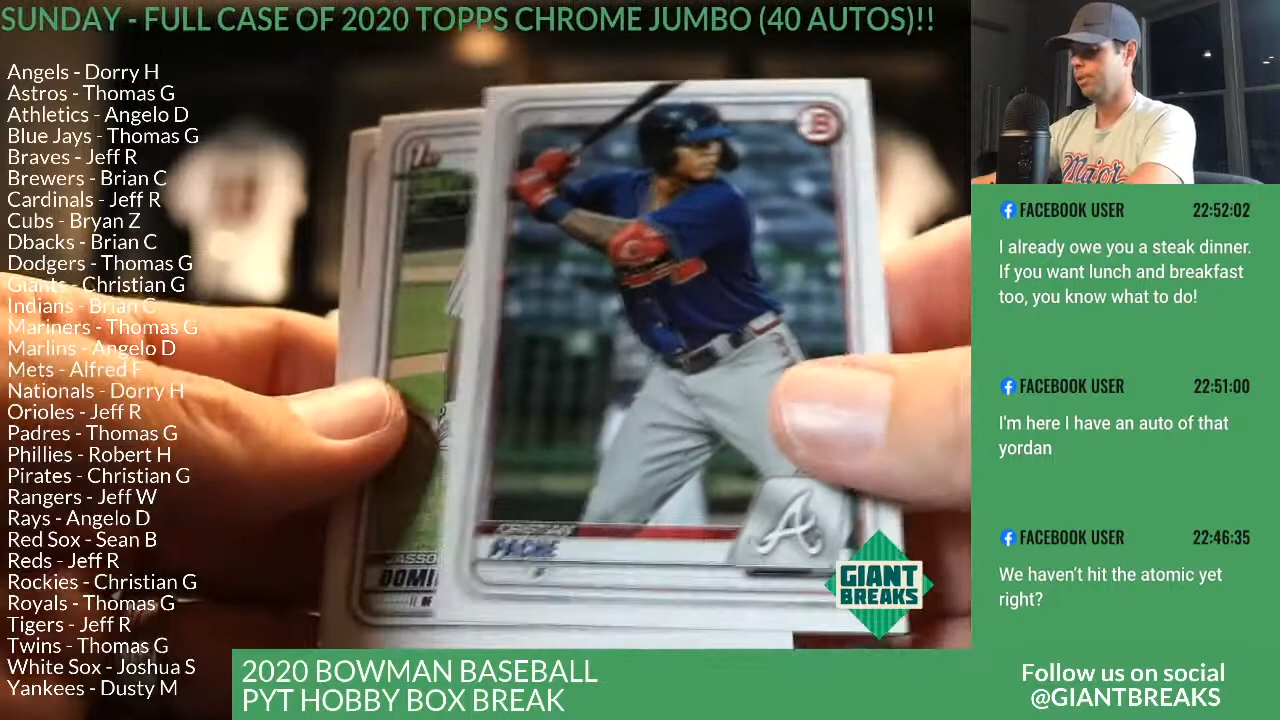 SUNDAY - FULL CASE OF 2020 TOPPS CHROME JUMBO (40 AUTOS)!!
Angels - Dorry H
Astros - Thomas G
Athletics - Angelo D
Blue Jays - Thomas G
Braves - Jeff R
Brewers - Brian C
Cardinals - Jeff R
Cubs - Bryan Z
Dbacks - Brian C
Dodgers - Thomas G
Giants - Christian G
Indians - Brian C
Mariners - Thomas G
Marlins - Angelo D
Mets - Alfred F
Nationals - Dorry H
Orioles - Jeff R
Padres - Thomas G
Phillies - Robert H
Pirates - Christian G
Rangers - Jeff W
Rays - Angelo D
Red Sox - Sean B
Reds - Jeff R
Rockies - Christian G
Royals - Thomas G
Tigers - Jeff R
Twins - Thomas G
White Sox - Joshua S
Yankees - Dusty M
1st
B
JASSO
DOMI
OF
CRISTIAN
PACHE
A
GIANT
BREAKS
2020 BOWMAN BASEBALL
PYT HOBBY BOX BREAK
Major
FACEBOOK USER 22:52:02
I already owe you a steak dinner.
If you want lunch and breakfast
too, you know what to do!
FACEBOOK USER 22:51:00
I'm here I have an auto of that
yordan
FACEBOOK USER 22:46:35
We haven't hit the atomic yet
right?
Follow us on social
@GIANTBREAKS